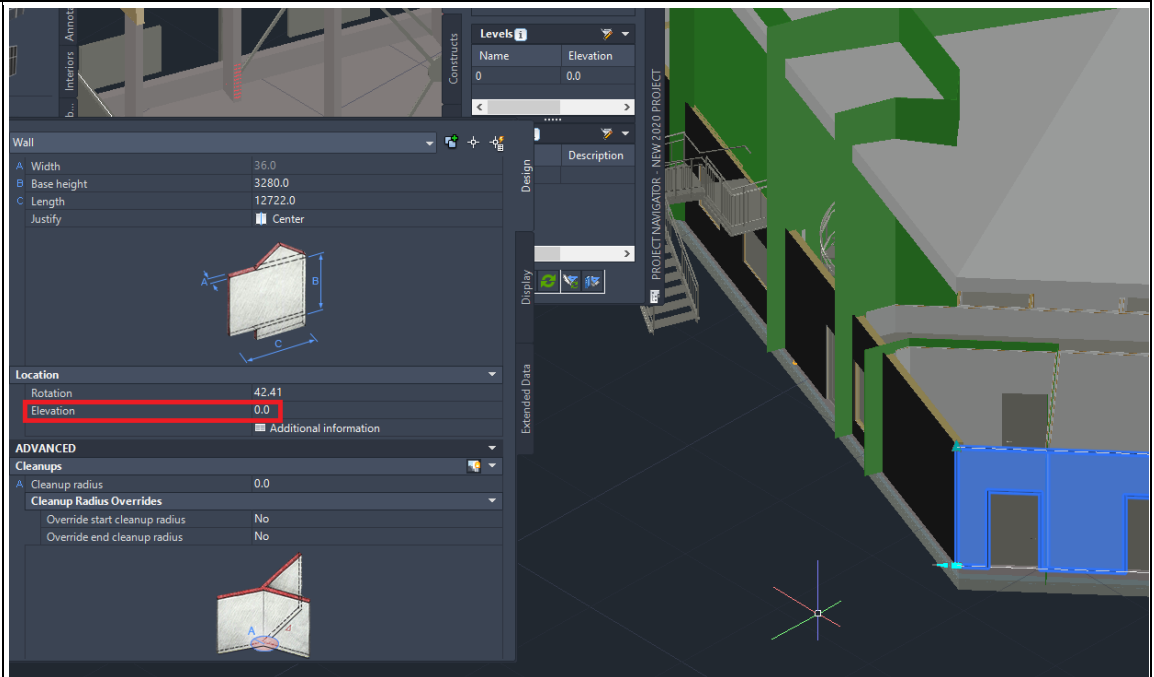 Annota
Interiors
b...
Constructs
Levels
Name Elevation
0 0.0
Description
PROJECT NAVIGATOR - NEW 2020 PROJECT
Wall
A Width 36.0
B Base height 3280.0
C Length 12722.0
Justify Center
A
B
C
Location
Rotation 42.41
Elevation 0.0
Additional information
ADVANCED
Cleanups
A Cleanup radius 0.0
Cleanup Radius Overrides
Override start cleanup radius No
Override end cleanup radius No
A
Design
Display
Extended Data